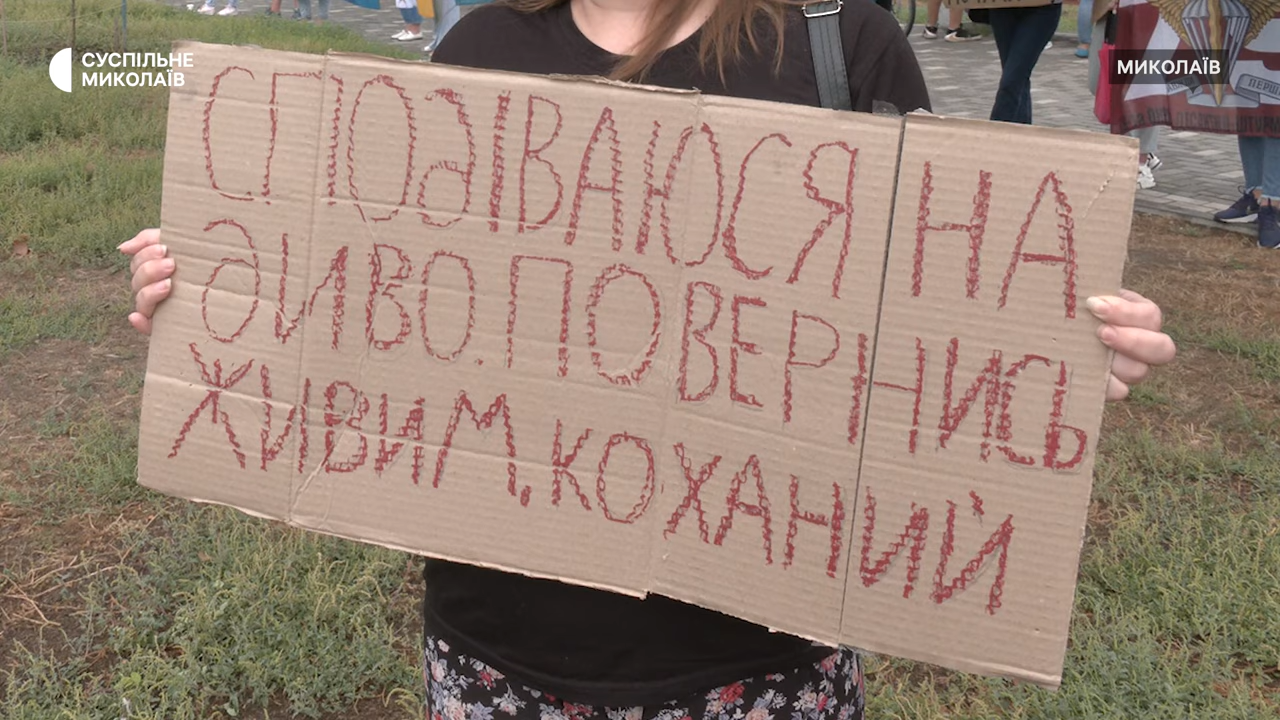 СУСПІЛЬНЕ
МИКОЛАЇВ
МИКОЛАЇВ
СПОДІВАЮСЯ НА
ДИВО. ПОВЕРНИСЬ
ЖИВИМ, КОХАНИЙ